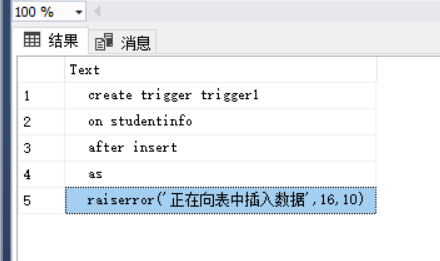 100 %
结果 消息
Text
1 create trigger trigger1
2 on studentinfo
3 after insert
4 as
5 raiserror('正在向表中插入数据',16,10)